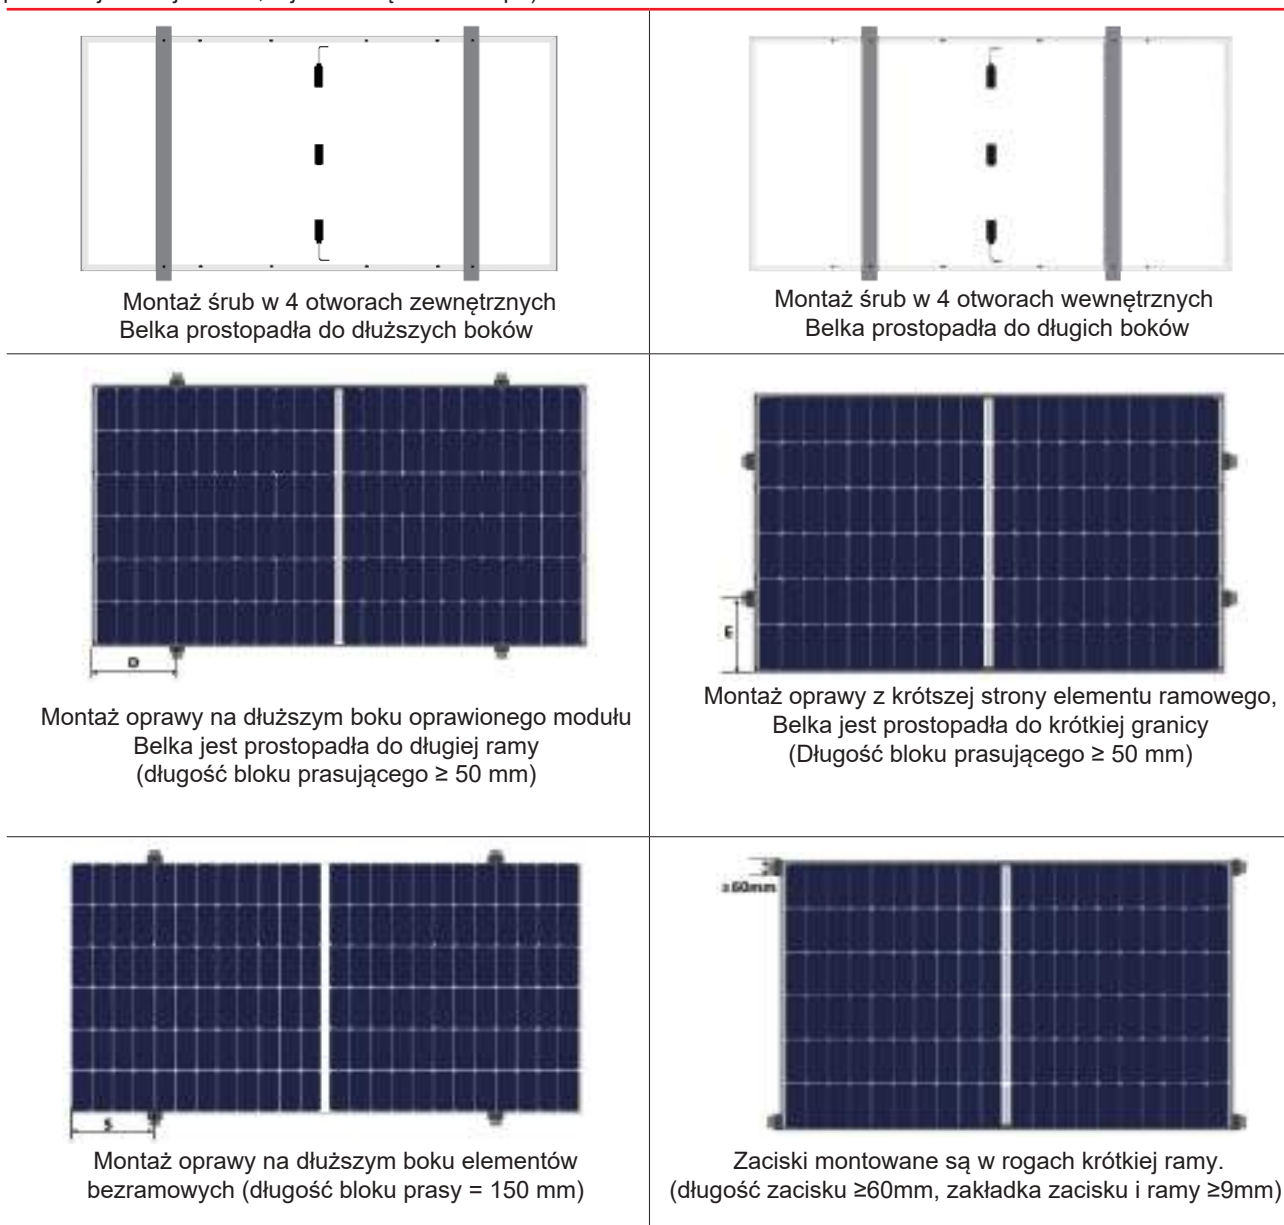 Montaż śrub w 4 otworach zewnętrznych
Belka prostopadła do dłuższych boków
Montaż śrub w 4 otworach wewnętrznych
Belka prostopadła do długich boków
D
Montaż oprawy na dłuższym boku oprawionego modułu
Belka jest prostopadła do długiej ramy
(długość bloku prasującego ≥ 50 mm)
E
Montaż oprawy z krótszej strony elementu ramowego,
Belka jest prostopadła do krótkiej granicy
(Długość bloku prasującego ≥ 50 mm)
S
Montaż oprawy na dłuższym boku elementów
bezramowych (długość bloku prasy = 150 mm)
≥60mm
Zaciski montowane są w rogach krótkiej ramy.
(długość zacisku ≥60mm, zakładka zacisku i ramy ≥9mm)